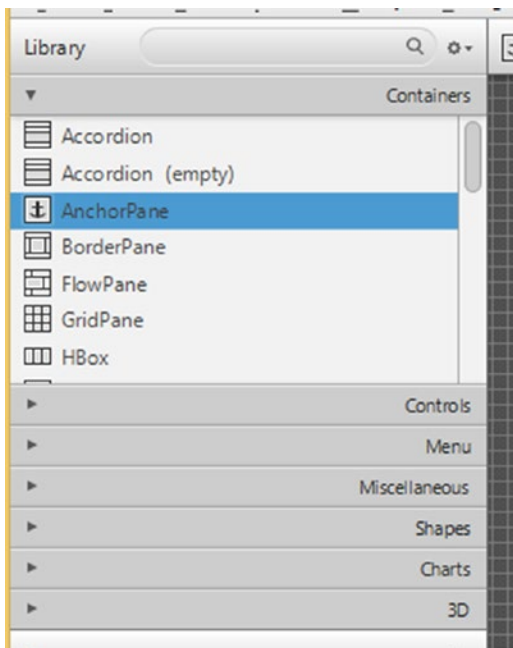 Library
Containers
Accordion
Accordion (empty)
AnchorPane
BorderPane
FlowPane
GridPane
HBox
Controls
Menu
Miscellaneous
Shapes
Charts
3D